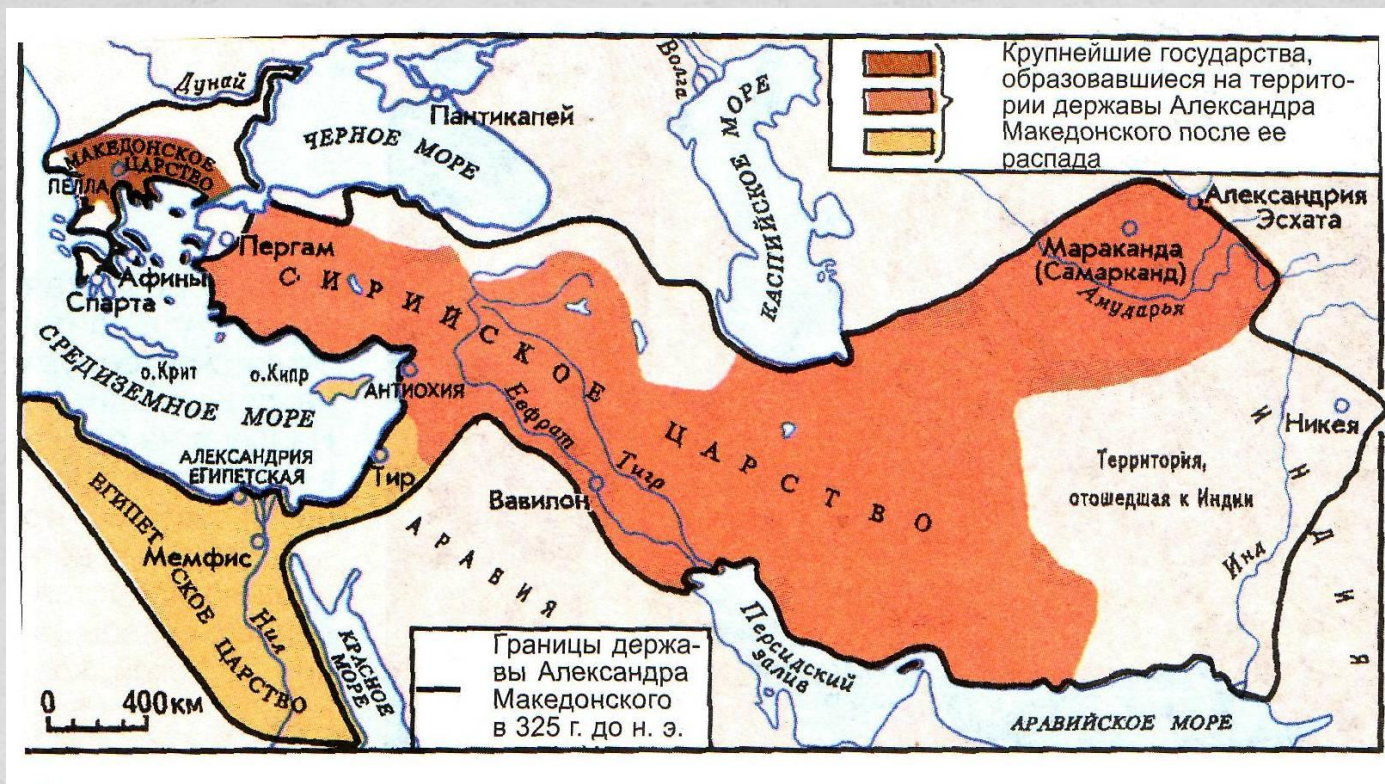 Крупнейшие государства,
образовавшиеся на террито-
рии державы Александра
Македонского после ее
распада
Дунай
Волга
Пантикапей
ЧЕРНОЕ МОРЕ
КАСПИЙСКОЕ МОРЕ
МАКЕДОНСКОЕ
ЦАРСТВО
ПЕЛЛА
Александрия
Эсхата
Мараканда
(Самарканд)
Амударья
Пергам
Афины
Спарта
СИРИЙСКОЕ ЦАРСТВО
СРЕДИЗЕМНОЕ МОРЕ
о.Крит
о.Кипр
АНТИОХИЯ
Евфрат
Тигр
ИНДИЯ
Никея
Территория,
отошедшая к Индии
АЛЕКСАНДРИЯ
ЕГИПЕТСКАЯ
Тир
Вавилон
ЕГИПЕТСКОЕ ЦАРСТВО
Мемфис
АРАВИЯ
Инд
Нил
КРАСНОЕ
МОРЕ
Персидский
залив
АРАВИЙСКОЕ МОРЕ
0 400км
Границы держа-
вы Александра
Македонского
в 325 г. до н. э.